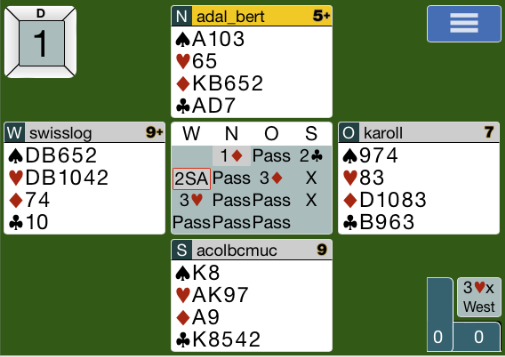 D
1
N adal_bert 5+
♠A103
♥65
♦KB652
♣AD7
W swisslog 9+
♠DB652
♥DB1042
♦74
♣10
W N O S
1♦ Pass 2♣
2SA Pass 3♦ X
3♥ Pass Pass X
Pass Pass Pass
O karoll 7
♠974
♥83
♦D1083
♣B963
S acolbcmuc 9
♠K8
♥AK97
♦A9
♣K8542
3♥x
West
0 0